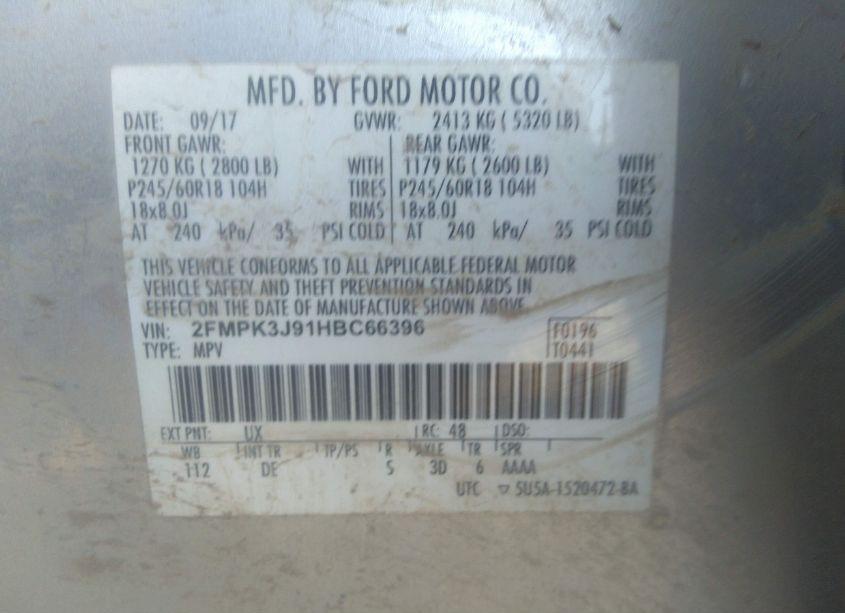 MFD. BY FORD MOTOR CO.
DATE: 09/17 GVWR: 2413 KG ( 5320 LB)
FRONT GAWR: REAR GAWR:
1270 KG ( 2800 LB) WITH 1179 KG ( 2600 LB) WITH
P245/60R18 104H TIRES P245/60R18 104H TIRES
18x8.0J RIMS 18x8.0J RIMS
AT 240 kPa/ 35 PSI COLD AT 240 kPa/ 35 PSI COLD
THIS VEHICLE CONFORMS TO ALL APPLICABLE FEDERAL MOTOR
VEHICLE SAFETY AND THEFT PREVENTION STANDARDS IN
EFFECT ON THE DATE OF MANUFACTURE SHOWN ABOVE.
VIN: 2FMPK3J91HBC66396 F0196
TYPE: MPV T0441
EXT PNT: UX RC: 48 DSO:
WB INT TR TP/PS R AXLE TR SPR
112 DE S 3D 6 AAAA
UTC ▽ 5U5A-1520472-BA